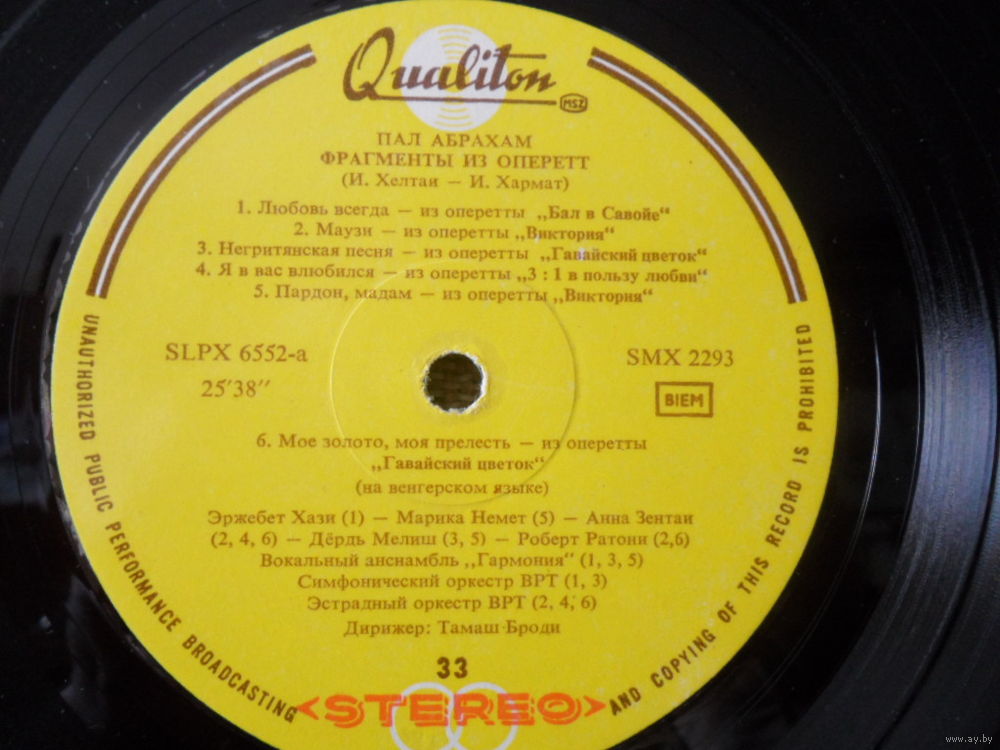 Qualiton
MSZ
ПАЛ АБРАХАМ
ФРАГМЕНТЫ ИЗ ОПЕРЕТТ
(И. Хелтаи — И. Хармат)
1. Любовь всегда — из оперетты „Бал в Савойе“
2. Маузи — из оперетты „Виктория“
3. Негритянская песня — из оперетты „Гавайский цветок“
4. Я в вас влюбился — из оперетты „3 : 1 в пользу любви“
5. Пардон, мадам — из оперетты „Виктория“
SLPX 6552-a
SMX 2293
25'38''
BIEM
6. Мое золото, моя прелесть — из оперетты
„Гавайский цветок“
(на венгерском языке)
Эржебет Хази (1) — Марика Немет (5) — Анна Зентаи
(2, 4, 6) — Дёрдь Мелиш (3, 5) — Роберт Ратони (2,6)
Вокальный анснамбль „Гармония“ (1, 3, 5)
Симфонический оркестр ВРТ (1, 3)
Эстрадный оркестр ВРТ (2, 4, 6)
Дирижер: Тамаш Броди
33
<STEREO>
UNAUTHORIZED PUBLIC PERFORMANCE BROADCASTING
AND COPYING OF THIS RECORD IS PROHIBITED
www.ay.by